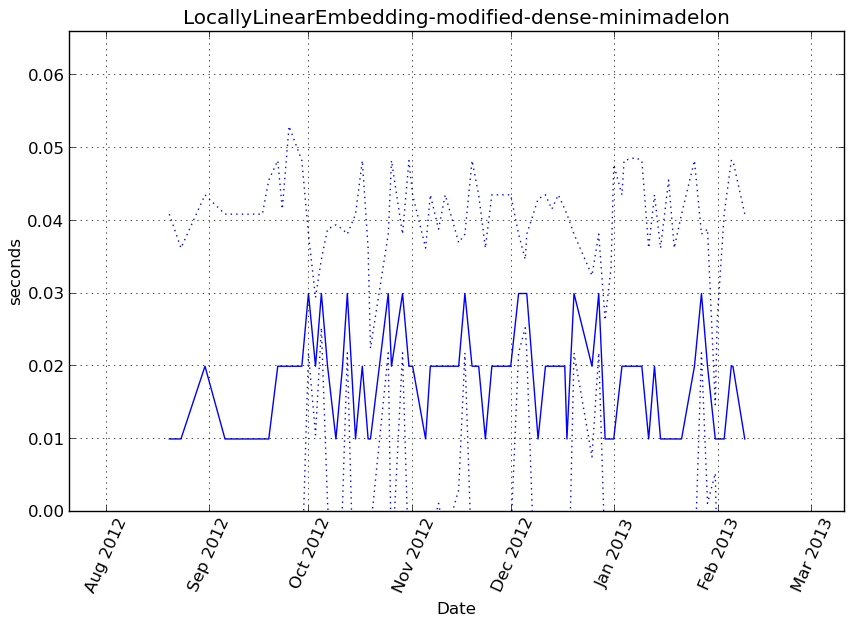 LocallyLinearEmbedding-modified-dense-minimadelon
0.06
0.05
0.04
0.03
0.02
0.01
0.00
seconds
Aug 2012
Sep 2012
Oct 2012
Nov 2012
Dec 2012
Jan 2013
Feb 2013
Mar 2013
Date